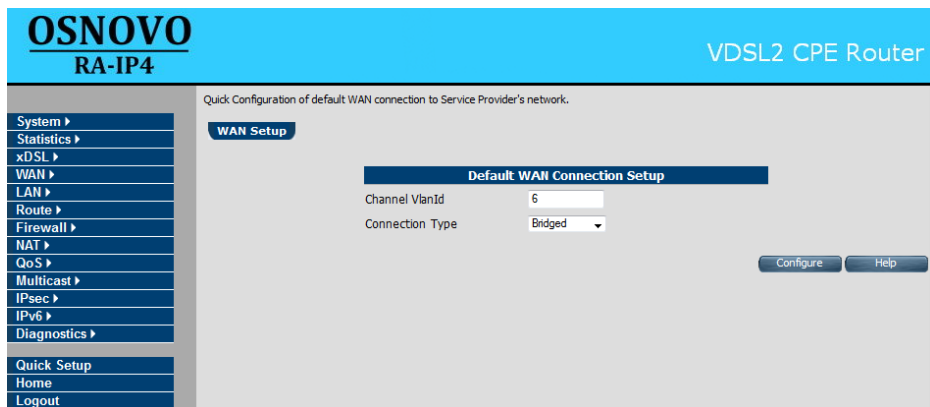 OSNOVO
RA-IP4
VDSL2 CPE Router
Quick Configuration of default WAN connection to Service Provider's network.
System
Statistics
xDSL
WAN
LAN
Route
Firewall
NAT
QoS
Multicast
IPsec
IPv6
Diagnostics
Quick Setup
Home
Logout
WAN Setup
Default WAN Connection Setup
Channel VlanId 6
Connection Type Bridged
Configure Help